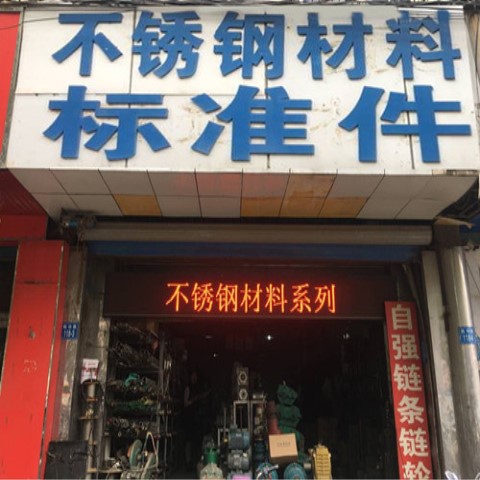 不锈钢材料
标准件
不锈钢材料系列
自强链条链轮